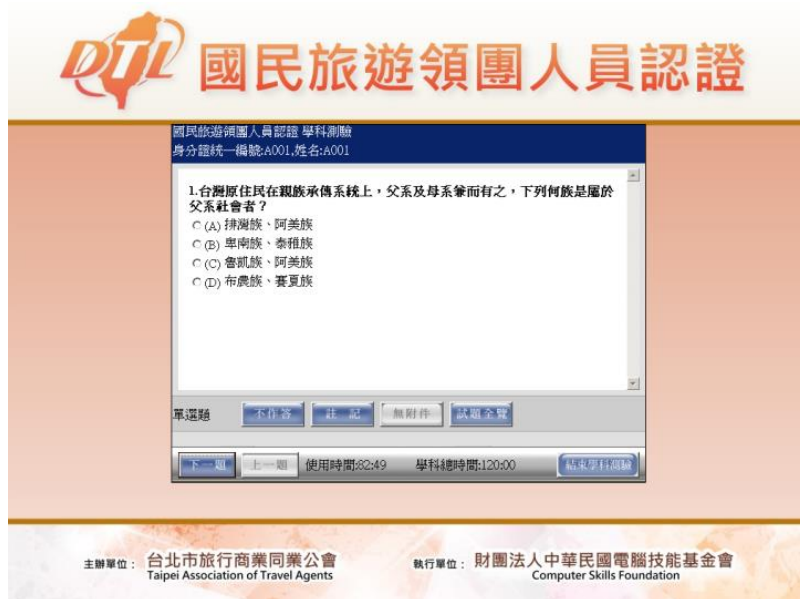 DTL 國民旅遊領團人員認證
國民旅遊領團人員認證 學科測驗
身分證統一編號:A001,姓名:A001
1.台灣原住民在親族承傳系統上，父系及母系兼而有之，下列何族是屬於
父系社會者？
(A) 排灣族、阿美族
(B) 卑南族、泰雅族
(C) 魯凱族、阿美族
(D) 布農族、賽夏族
單選題 不作答 註 記 無附件 試題全覽
下一題 上一題 使用時間:82:49 學科總時間:120:00 結束學科測驗
主辦單位： 台北市旅行商業同業公會 執行單位： 財團法人中華民國電腦技能基金會
Taipei Association of Travel Agents Computer Skills Foundation